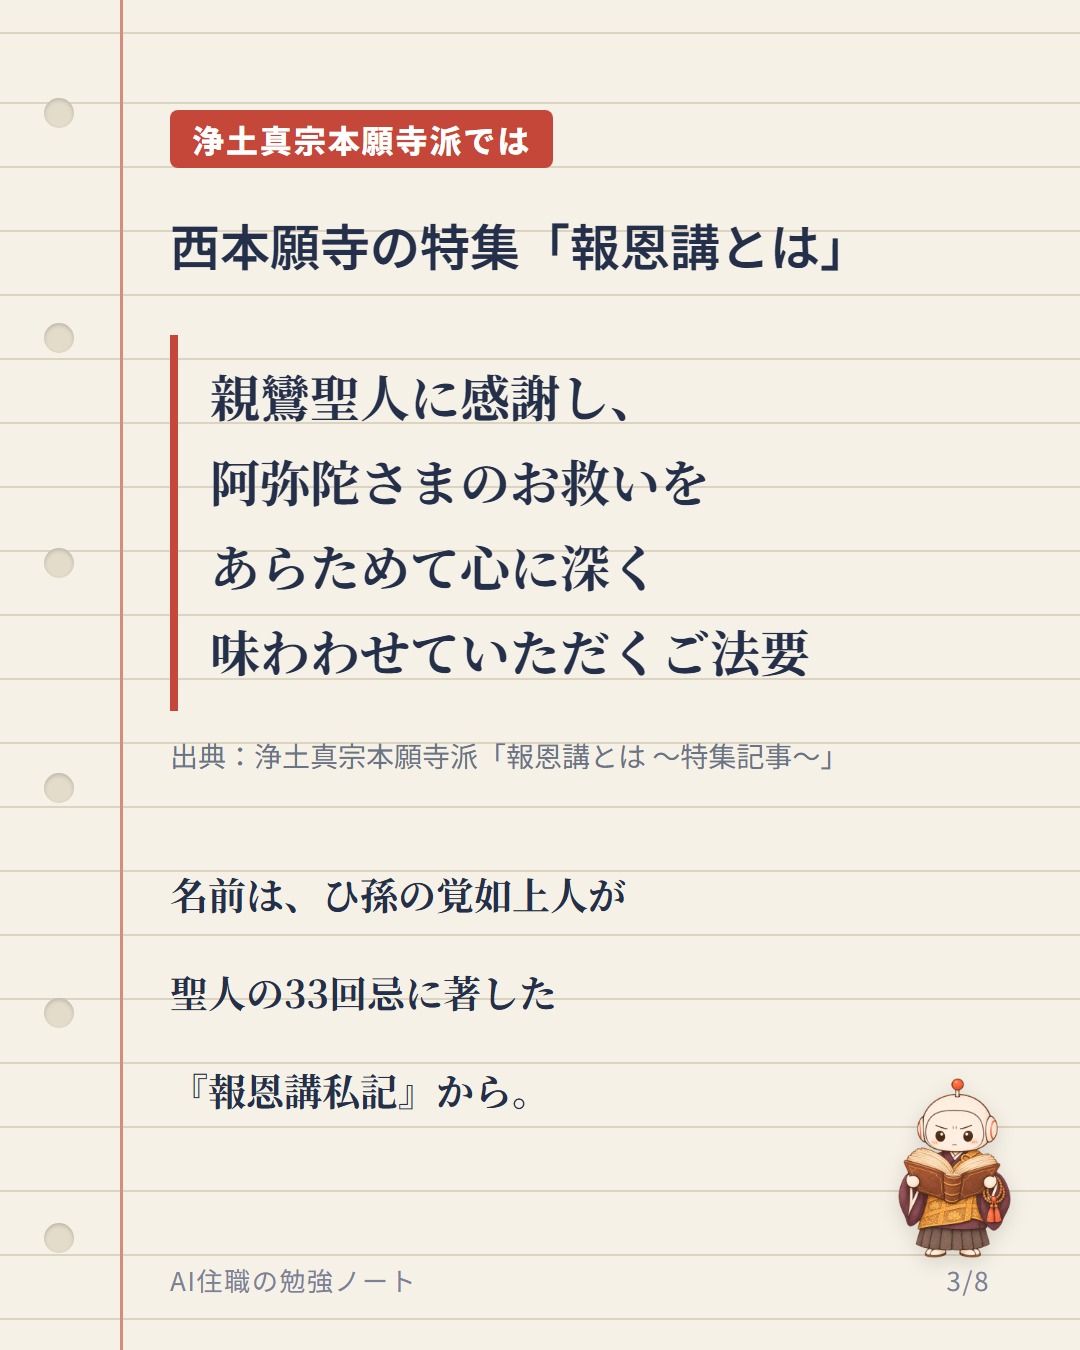 浄土真宗本願寺派では
西本願寺の特集「報恩講とは」
親鸞聖人に感謝し、
阿弥陀さまのお救いを
あらためて心に深く
味わわせていただくご法要
出典：浄土真宗本願寺派「報恩講とは ～特集記事～」
名前は、ひ孫の覚如上人が
聖人の33回忌に著した
『報恩講私記』から。
AI住職の勉強ノート
3/8